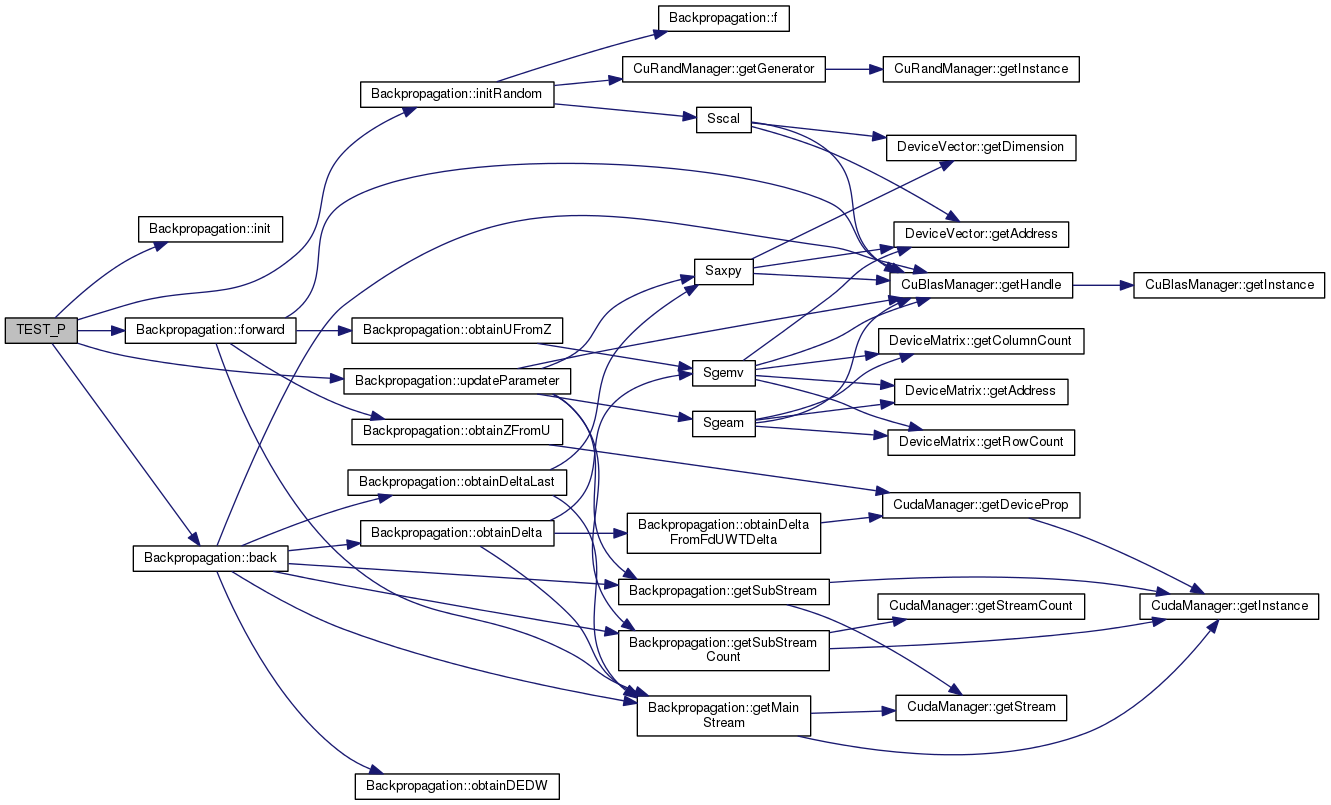 Backpropagation::f
CuRandManager::getGenerator
CuRandManager::getInstance
Backpropagation::initRandom
Sscal
DeviceVector::getDimension
Backpropagation::init
DeviceVector::getAddress
Saxpy
CuBlasManager::getHandle
CuBlasManager::getInstance
TEST_P
Backpropagation::forward
Backpropagation::obtainUFromZ
DeviceMatrix::getColumnCount
Backpropagation::updateParameter
Sgemv
DeviceMatrix::getAddress
Backpropagation::obtainZFromU
Sgeam
DeviceMatrix::getRowCount
Backpropagation::obtainDeltaLast
CudaManager::getDeviceProp
Backpropagation::obtainDelta
Backpropagation::obtainDelta
FromFdUWTDelta
Backpropagation::back
Backpropagation::getSubStream
CudaManager::getStreamCount
CudaManager::getInstance
Backpropagation::getSubStream
Count
Backpropagation::getMain
Stream
CudaManager::getStream
Backpropagation::obtainDEDW